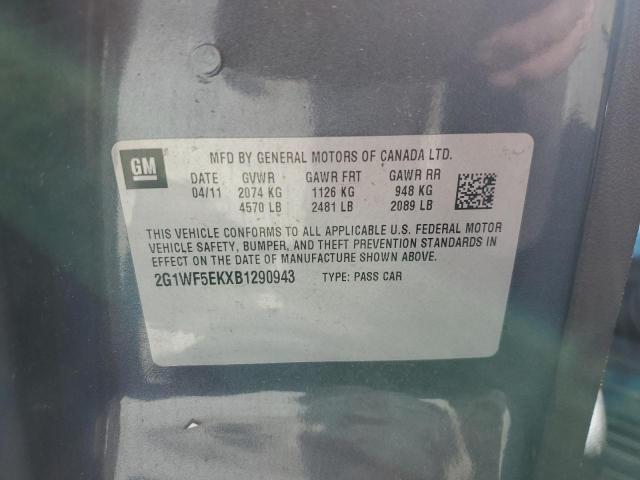 GM
MFD BY GENERAL MOTORS OF CANADA LTD.
DATE GVWR GAWR FRT GAWR RR
04/11 2074 KG 1126 KG 948 KG
4570 LB 2481 LB 2089 LB
THIS VEHICLE CONFORMS TO ALL APPLICABLE U.S. FEDERAL MOTOR
VEHICLE SAFETY, BUMPER, AND THEFT PREVENTION STANDARDS IN
EFFECT ON THE DATE OF MANUFACTURE SHOWN ABOVE.
2G1WF5EKXB1290943 TYPE: PASS CAR